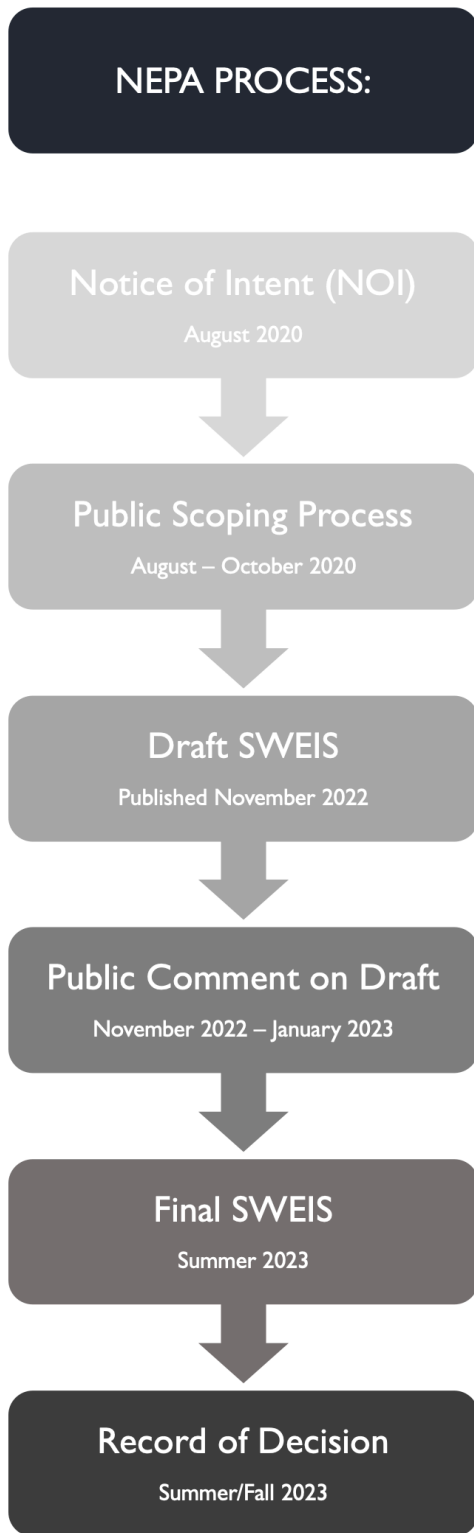 NEPA PROCESS:
Notice of Intent (NOI)
August 2020
Public Scoping Process
August – October 2020
Draft SWEIS
Published November 2022
Public Comment on Draft
November 2022 – January 2023
Final SWEIS
Summer 2023
Record of Decision
Summer/Fall 2023